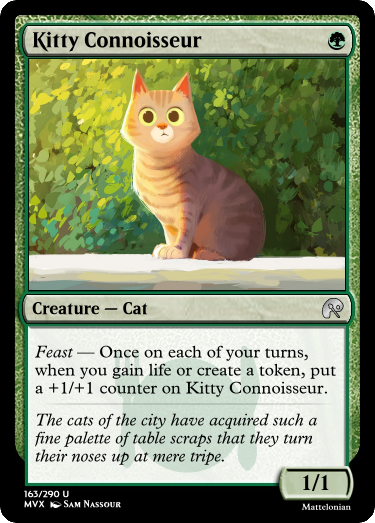 Kitty Connoisseur
Creature — Cat
Feast — Once on each of your turns,
when you gain life or create a token, put
a +1/+1 counter on Kitty Connoisseur.
The cats of the city have acquired such a
fine palette of table scraps that they turn
their noses up at mere tripe.
1/1
163/290 U
MVX Sam Nassour
Mattelonian